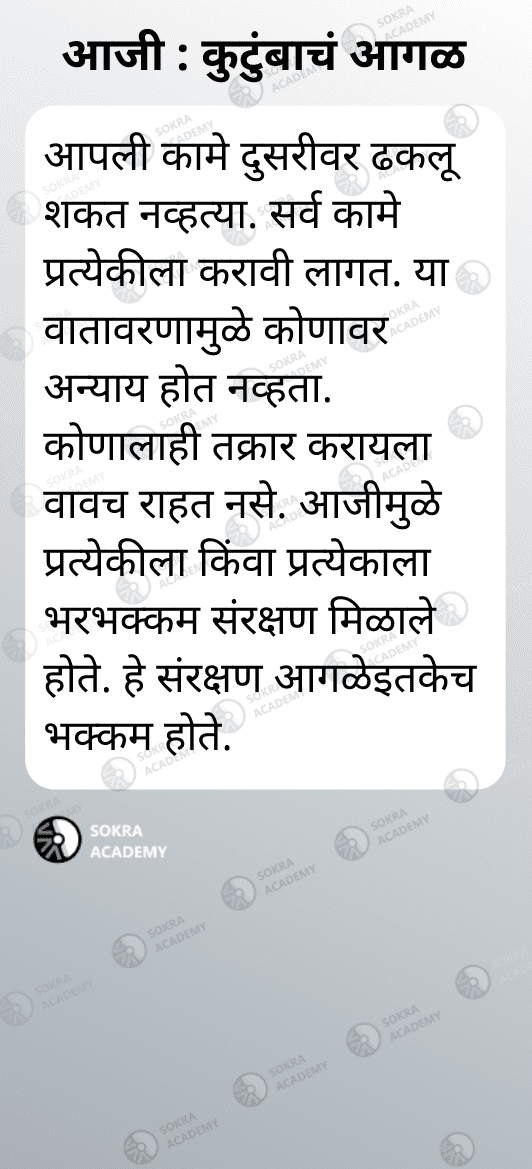 आजी : कुटुंबाचं आगळ
आपली कामे दुसरीवर ढकलू
शकत नव्हत्या. सर्व कामे
प्रत्येकीला करावी लागत. या
वातावरणामुळे कोणावर
अन्याय होत नव्हता.
कोणालाही तक्रार करायला
वावच राहत नसे. आजीमुळे
प्रत्येकीला किंवा प्रत्येकाला
भरभक्कम संरक्षण मिळाले
होते. हे संरक्षण आगळेइतकेच
भक्कम होते.
SOKRA
ACADEMY